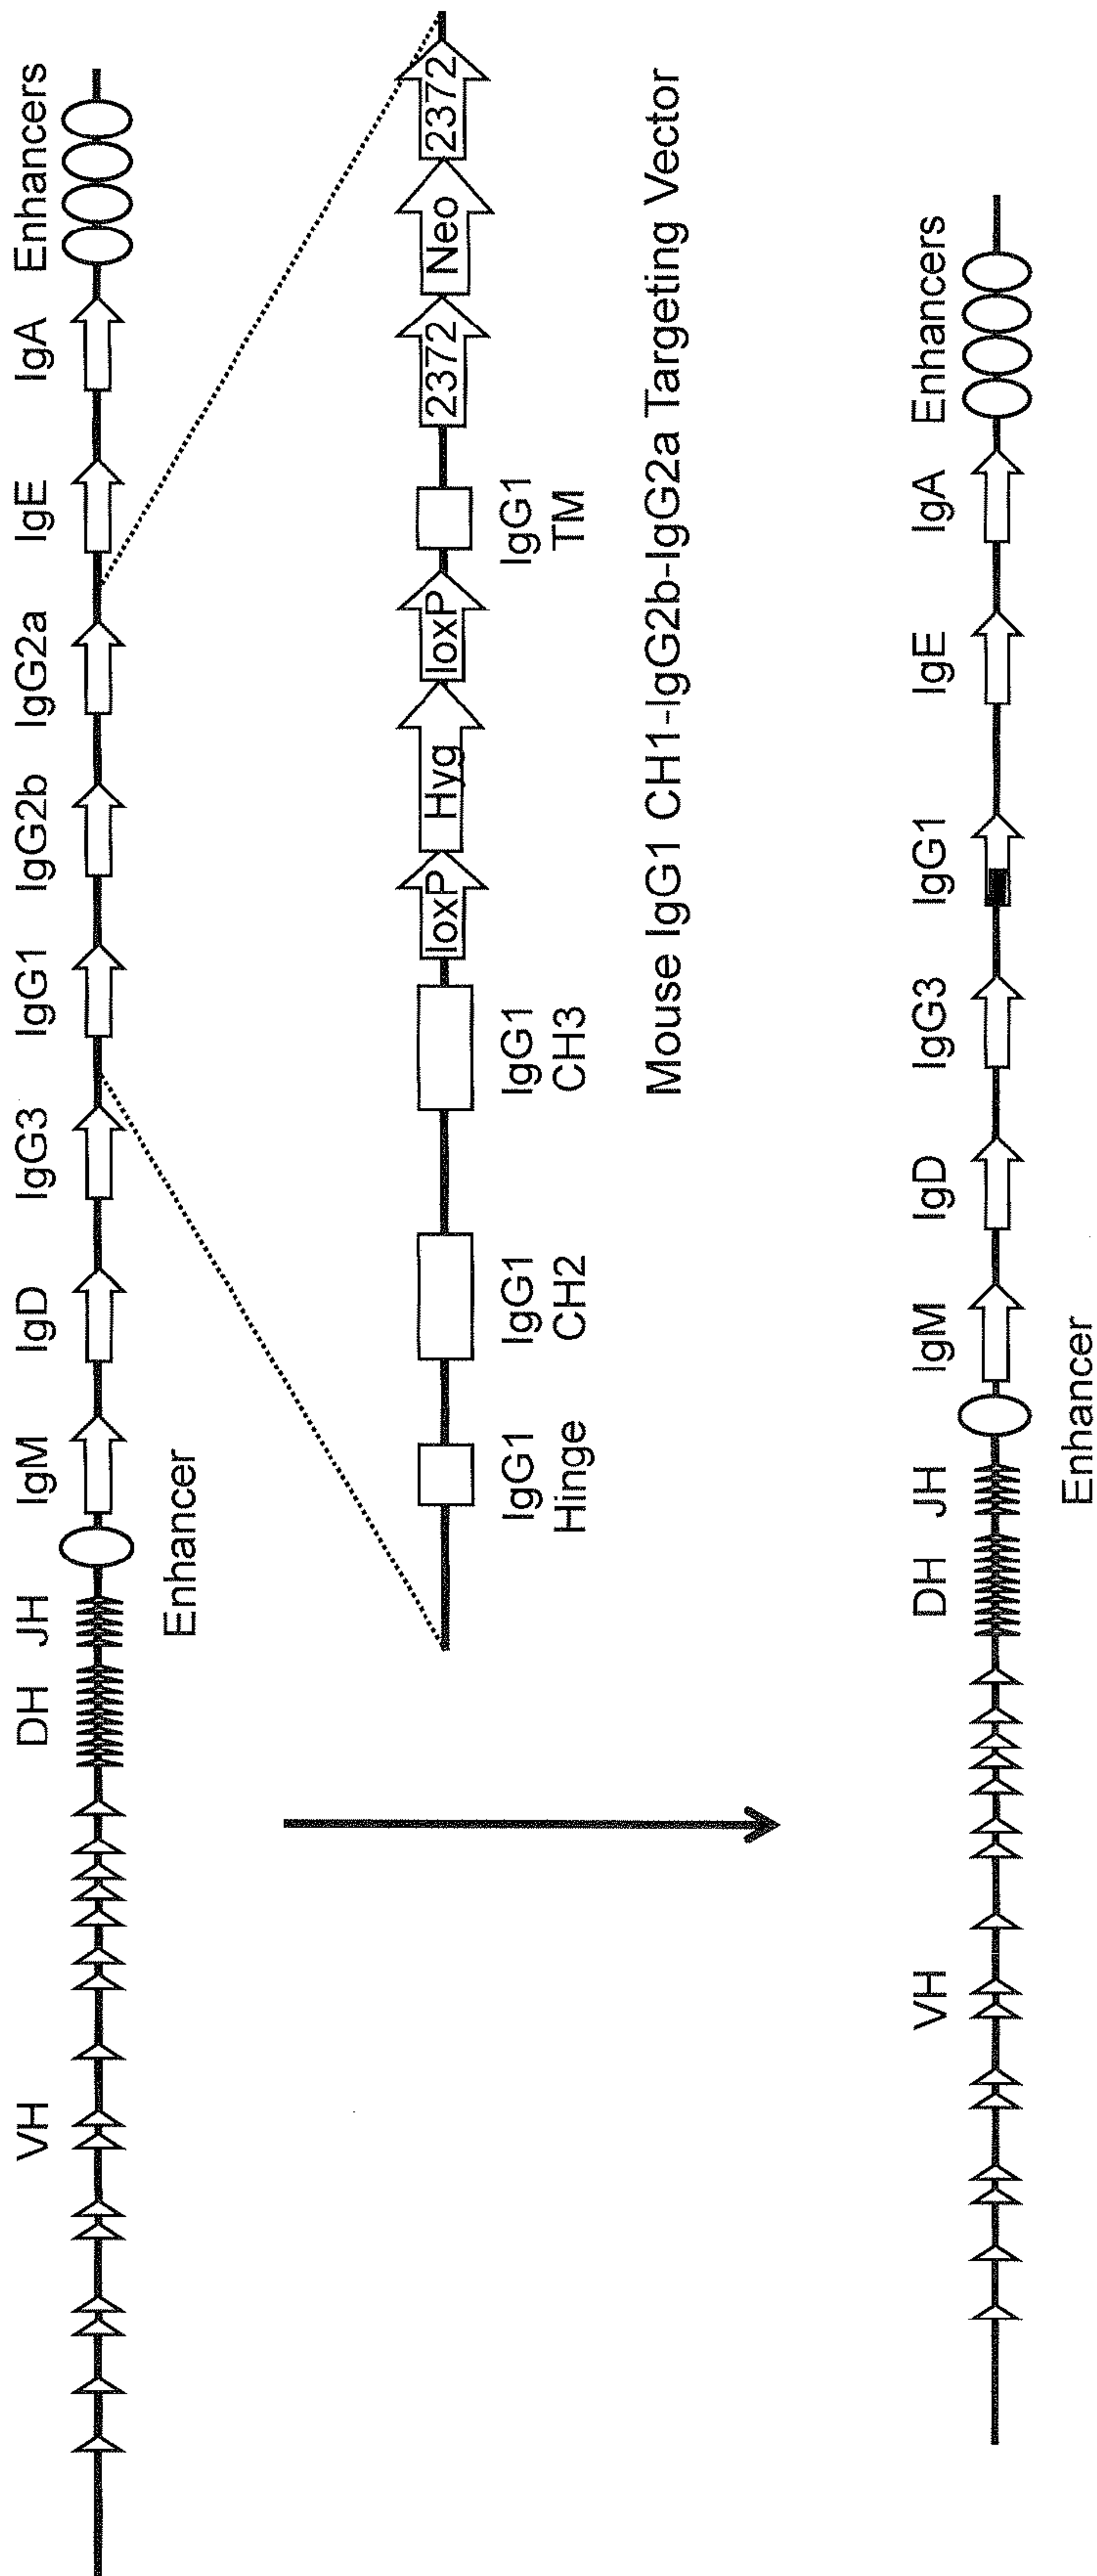 VH DH JH IgM IgD IgG3 IgG1 IgG2b IgG2a IgE IgA Enhancers
Enhancer
loxP Hyg loxP 2372 Neo 2372
IgG1 IgG1 IgG1 IgG1
Hinge CH2 CH3 TM
Mouse IgG1 CH1-IgG2b-IgG2a Targeting Vector
VH DH JH IgM IgD IgG3 IgG1 IgE IgA Enhancers
Enhancer